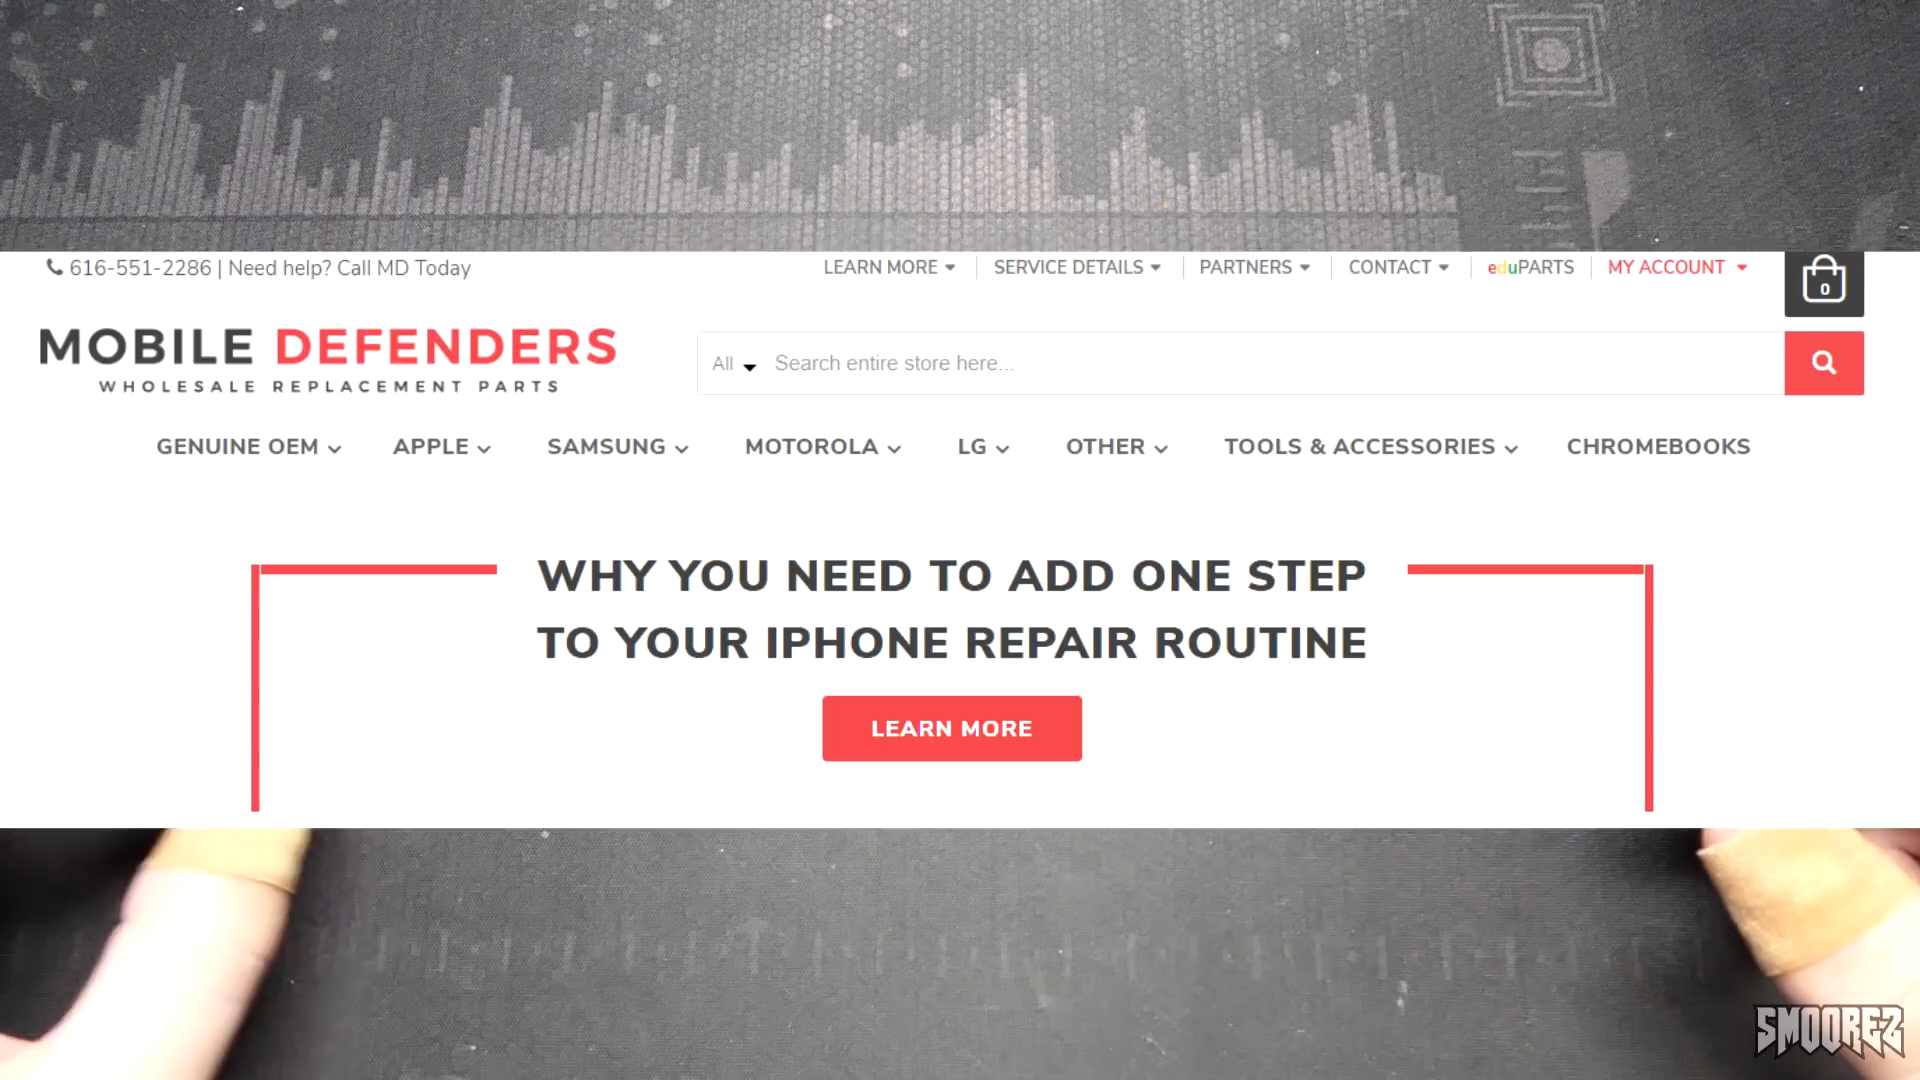 616-551-2286 | Need help? Call MD Today
LEARN MORE SERVICE DETAILS PARTNERS CONTACT eduPARTS MY ACCOUNT
0
MOBILE DEFENDERS
WHOLESALE REPLACEMENT PARTS
All Search entire store here...
GENUINE OEM APPLE SAMSUNG MOTOROLA LG OTHER TOOLS & ACCESSORIES CHROMEBOOKS
WHY YOU NEED TO ADD ONE STEP
TO YOUR IPHONE REPAIR ROUTINE
LEARN MORE
SMOOREZ